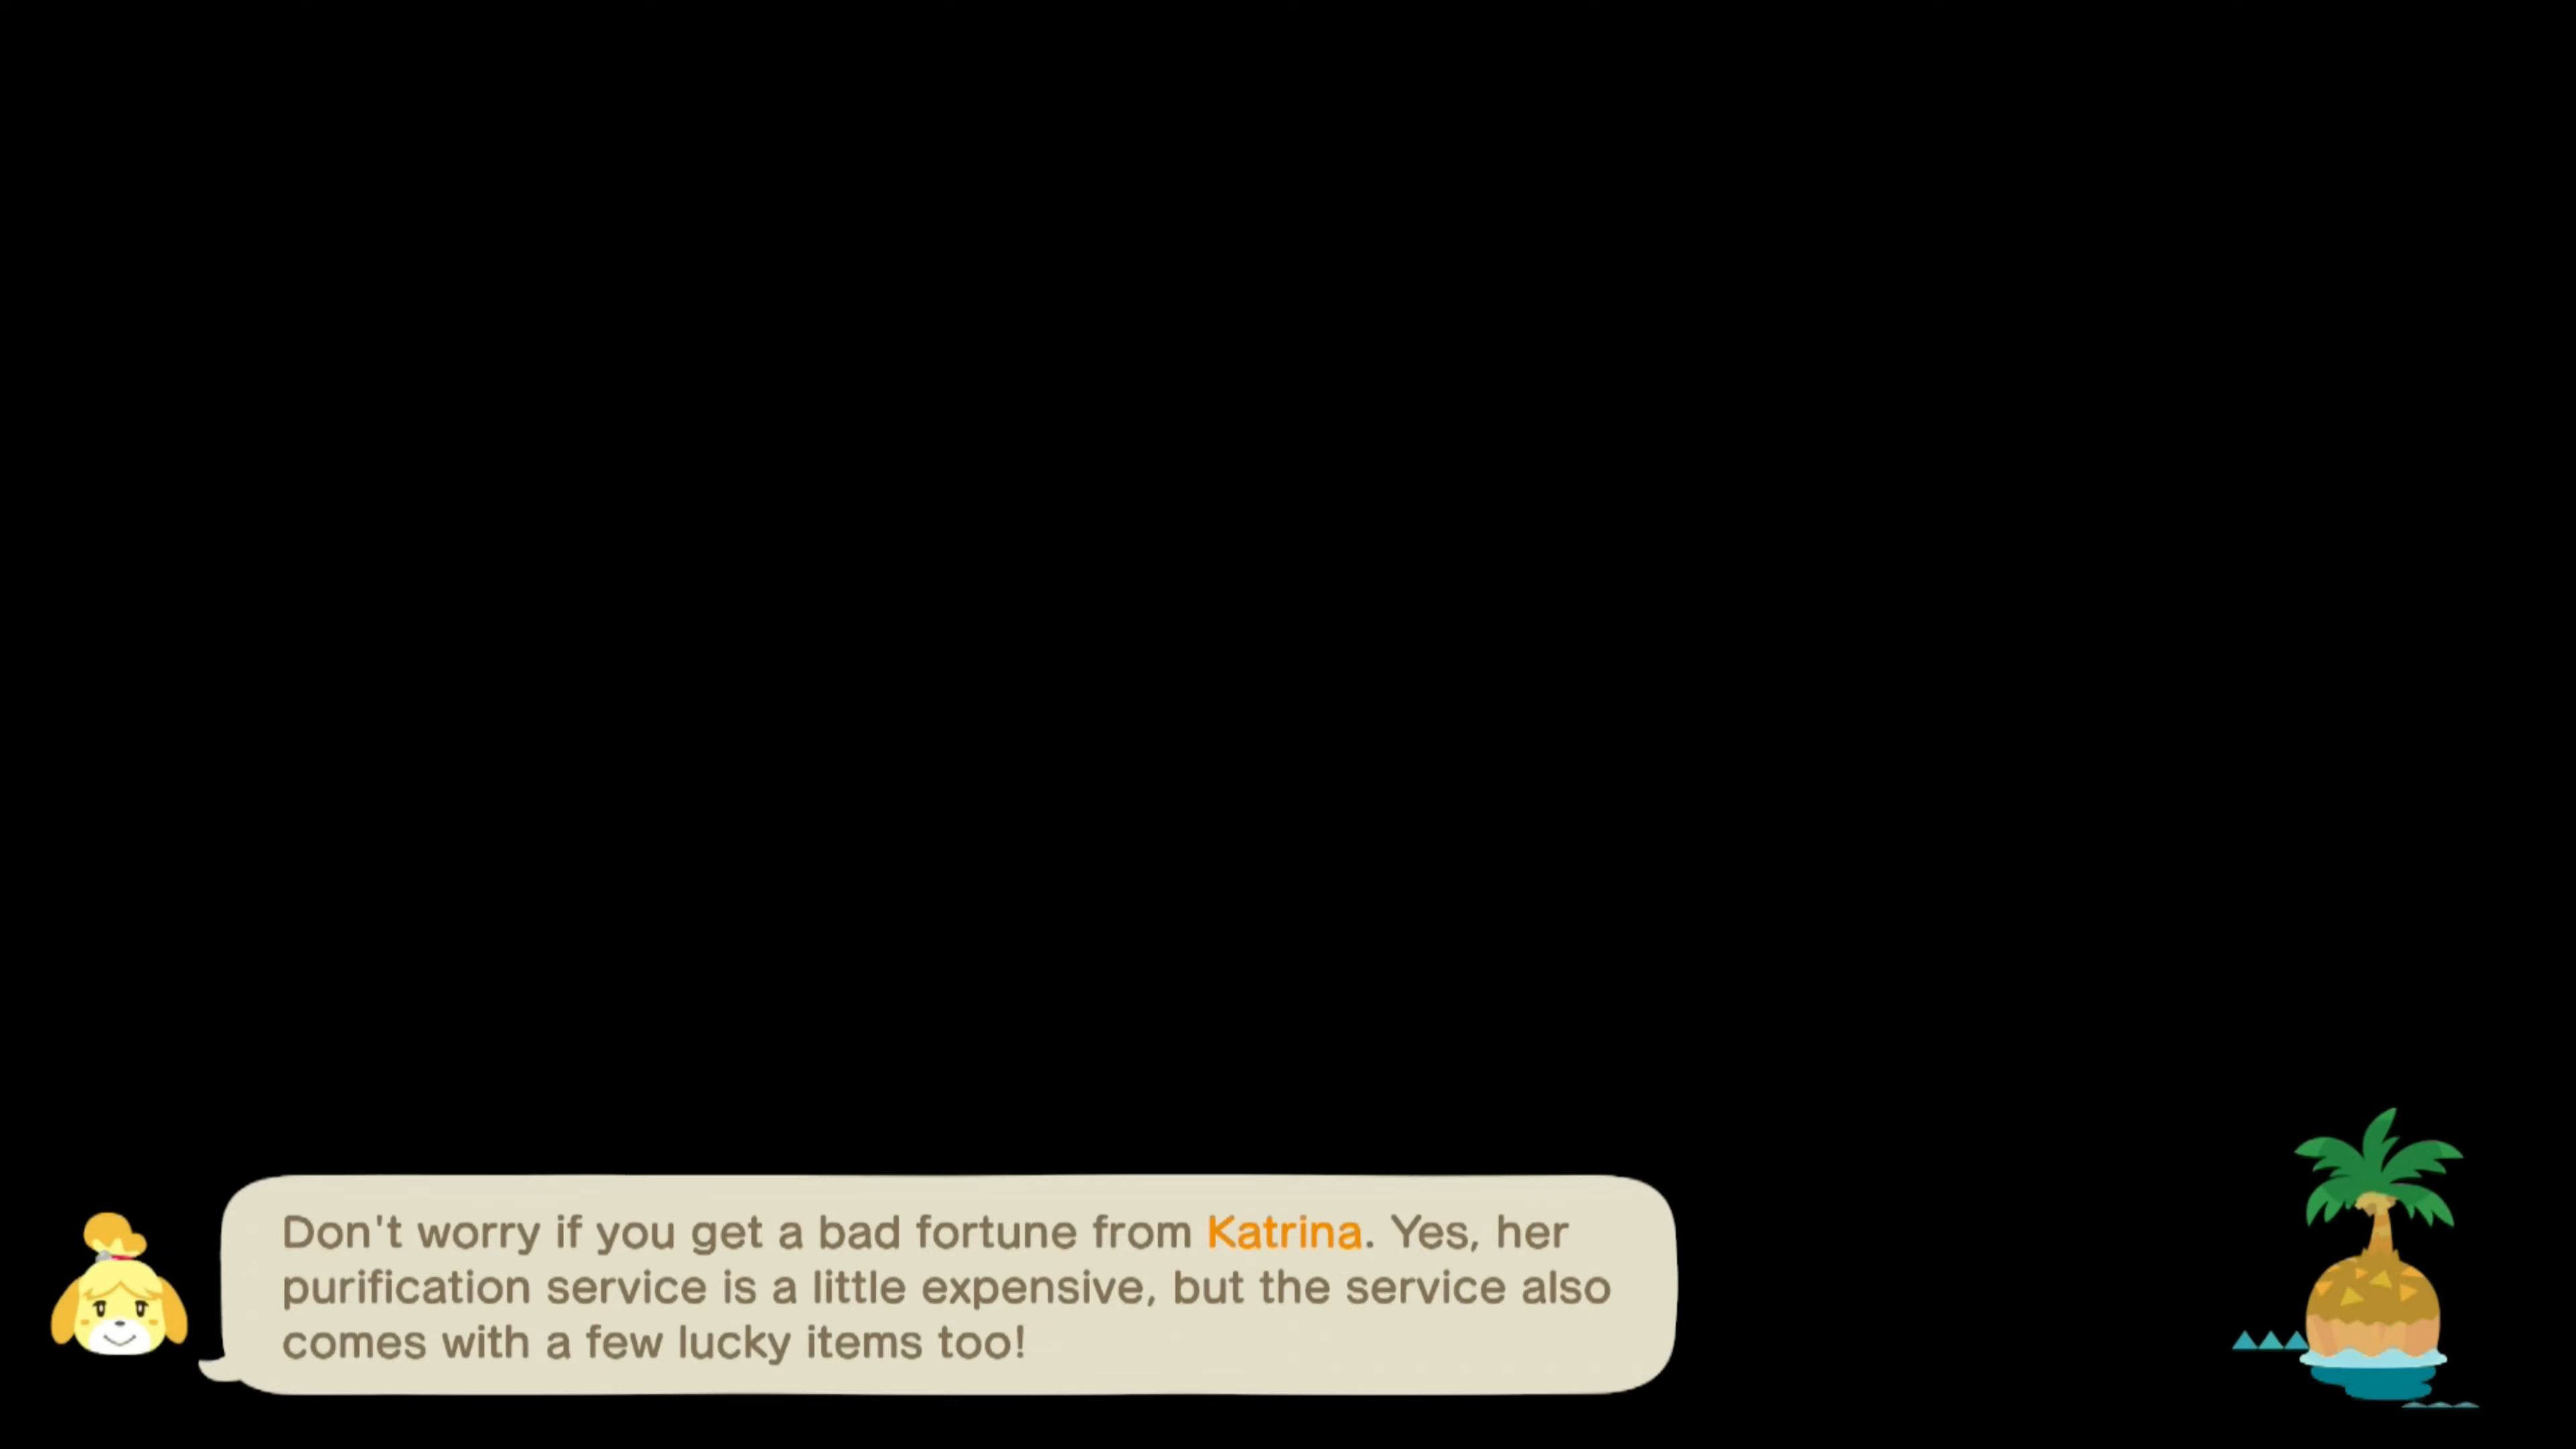 Don't worry if you get a bad fortune from Katrina. Yes, her
purification service is a little expensive, but the service also
comes with a few lucky items too!